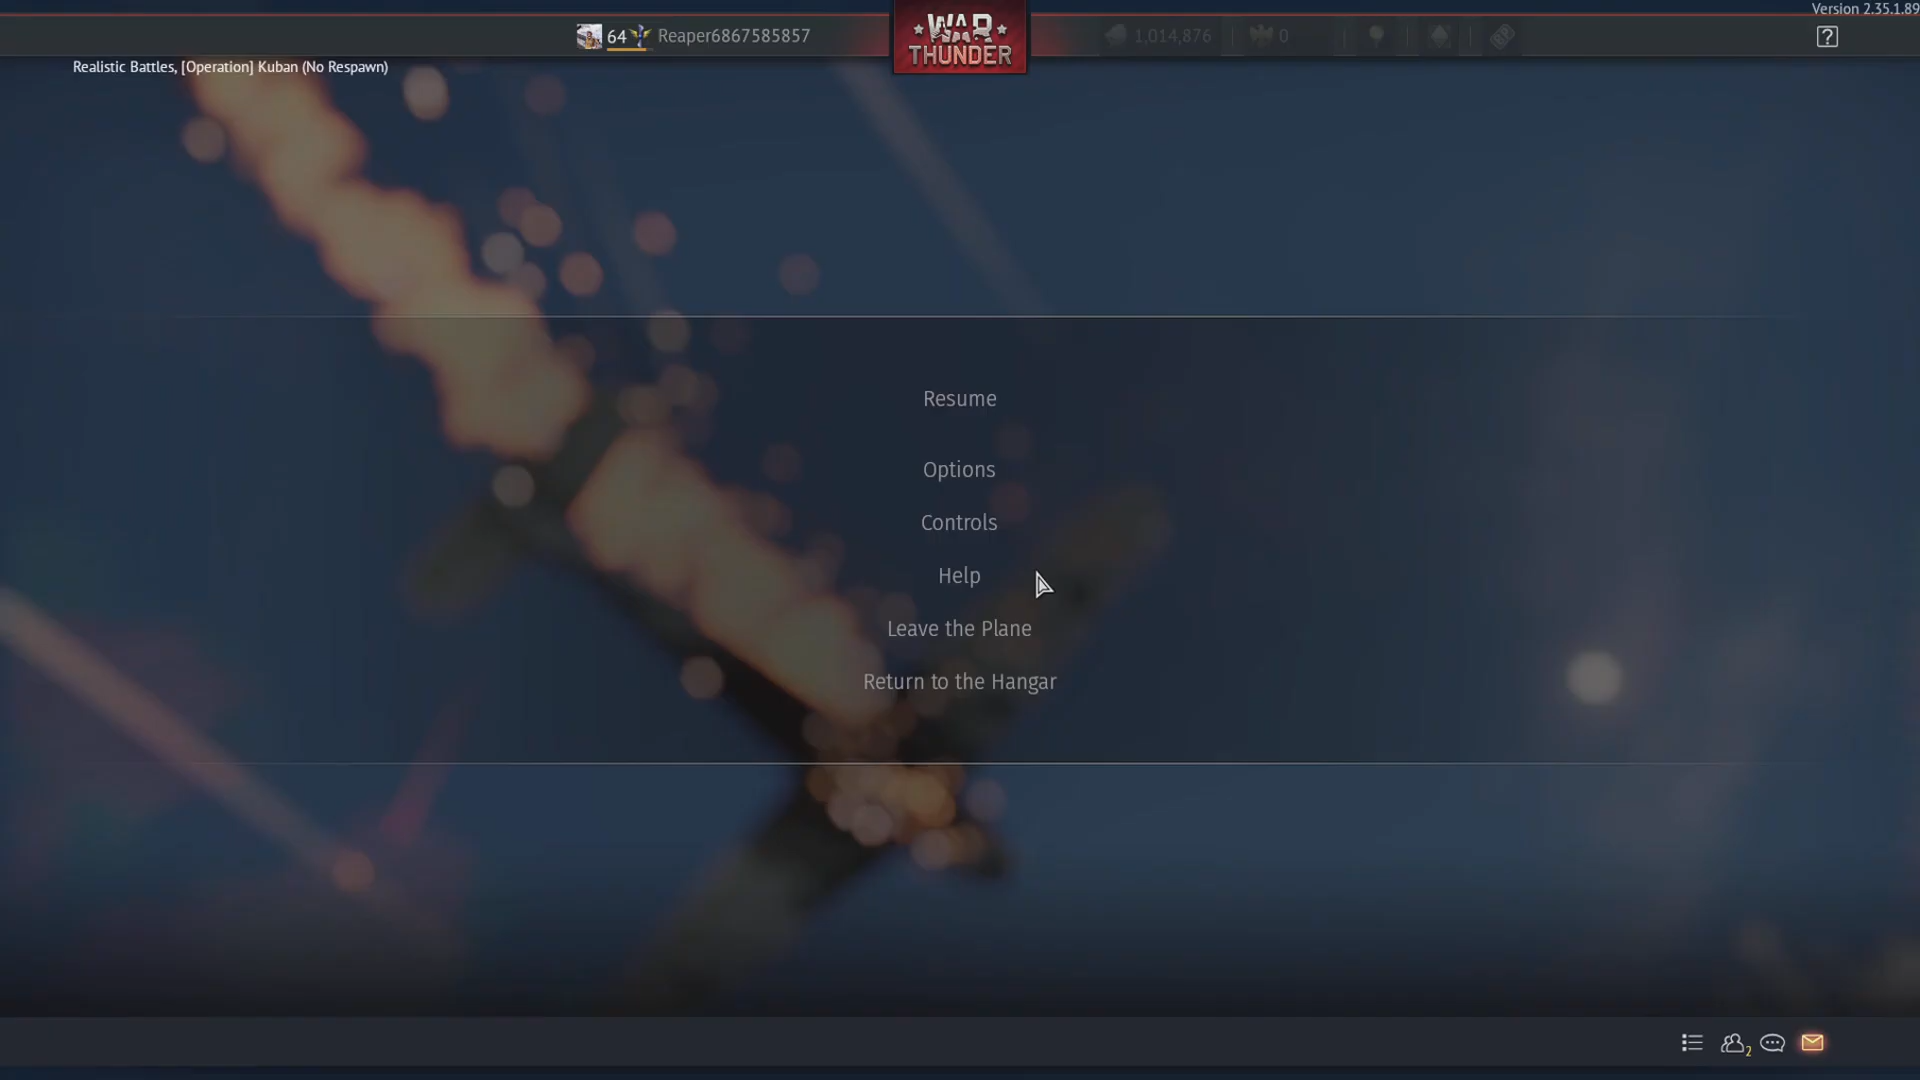 Version 2.35.1.89
64 Reaper6867585857
WAR
THUNDER
1,014,876
0
Realistic Battles, [Operation] Kuban (No Respawn)
Resume
Options
Controls
Help
Leave the Plane
Return to the Hangar
2